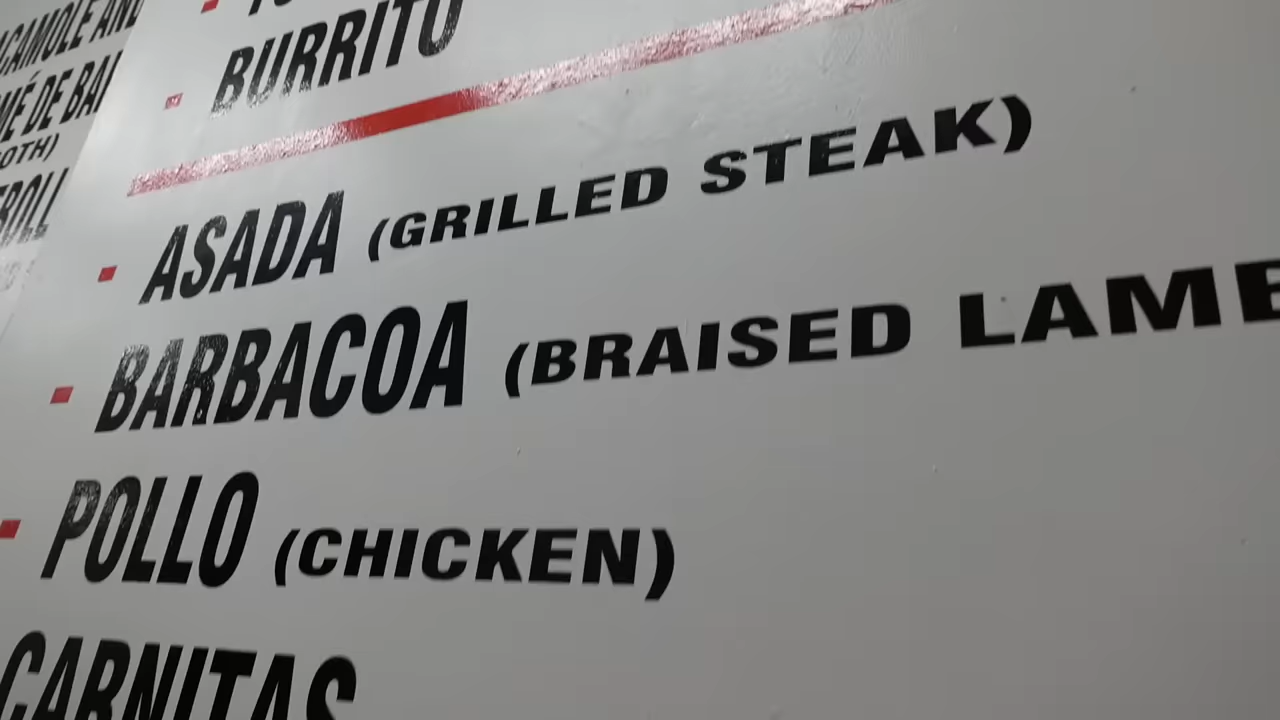 BURRITO
ASADA (GRILLED STEAK)
BARBACOA (BRAISED LAMB
POLLO (CHICKEN)
CARNITAS